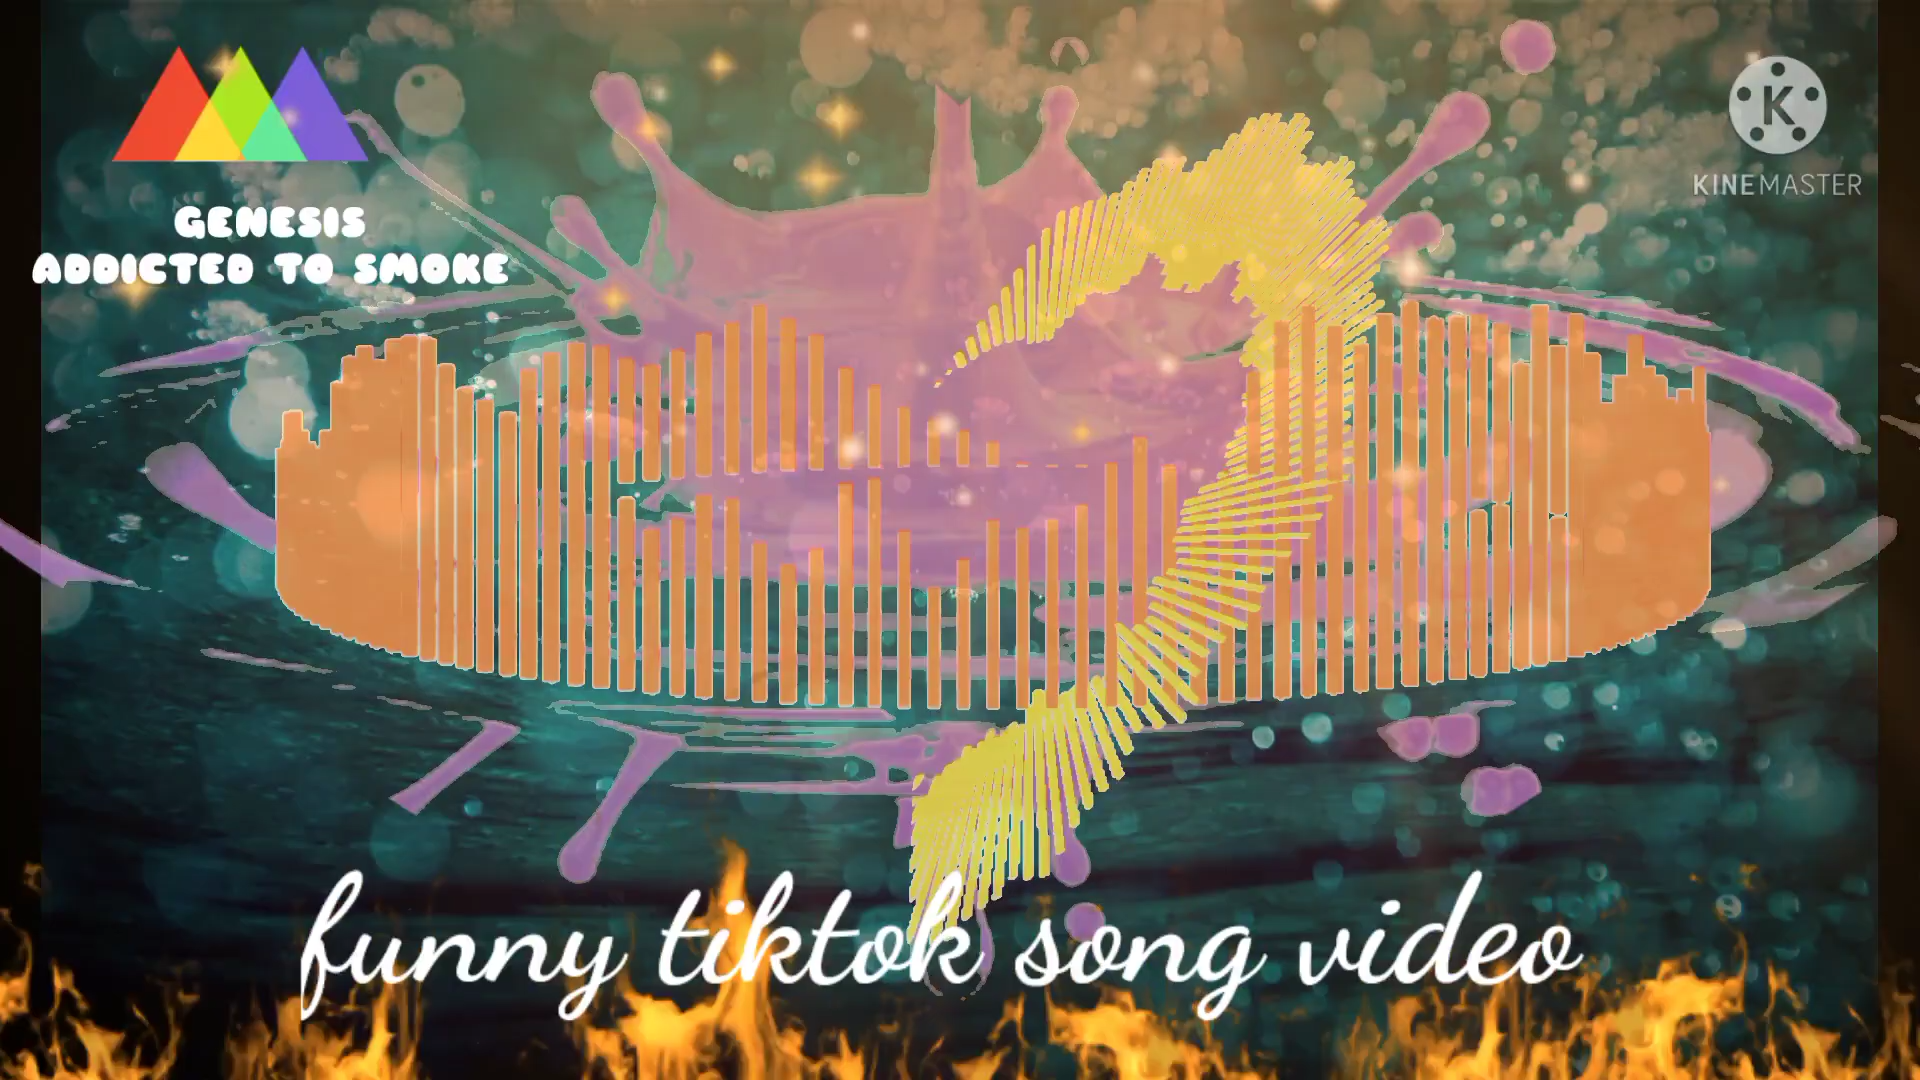 GENESIS
ADDICTED TO SMOKE
K
KINEMASTER
funny tiktok song video